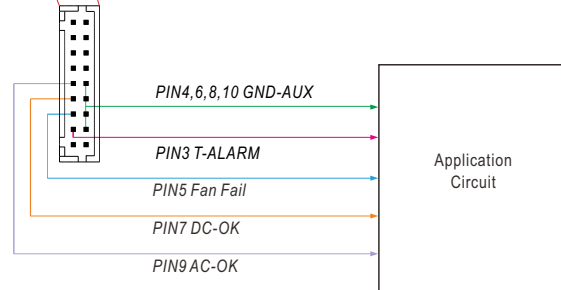 PIN4,6,8,10 GND-AUX
PIN3 T-ALARM
PIN5 Fan Fail
PIN7 DC-OK
PIN9 AC-OK
Application
Circuit